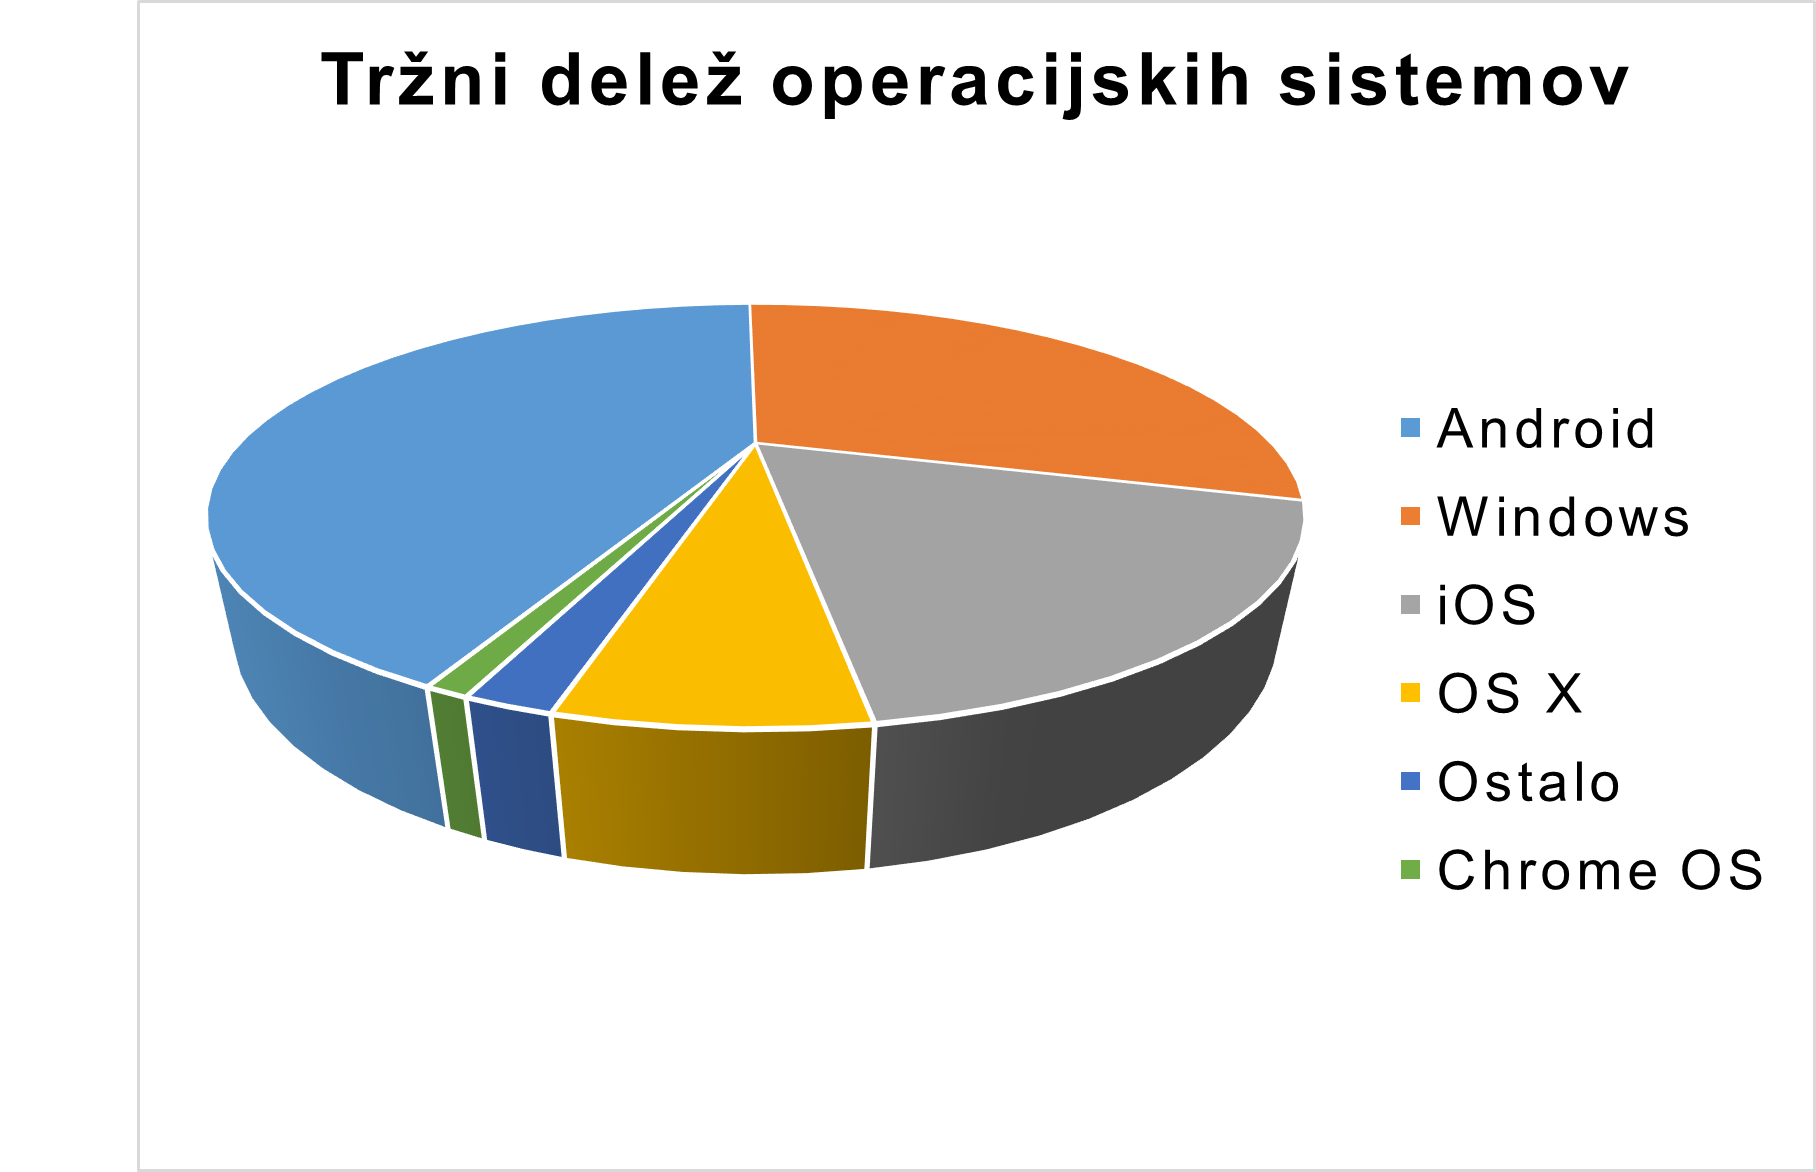 Tržni delež operacijskih sistemov
Android
Windows
iOS
OS X
Ostalo
Chrome OS